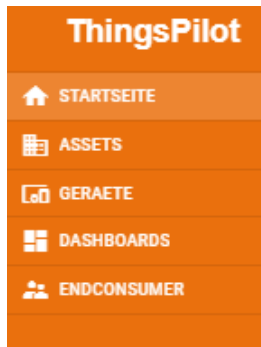 ThingsPilot
STARTSEITE
ASSETS
GERAETE
DASHBOARDS
ENDCONSUMER